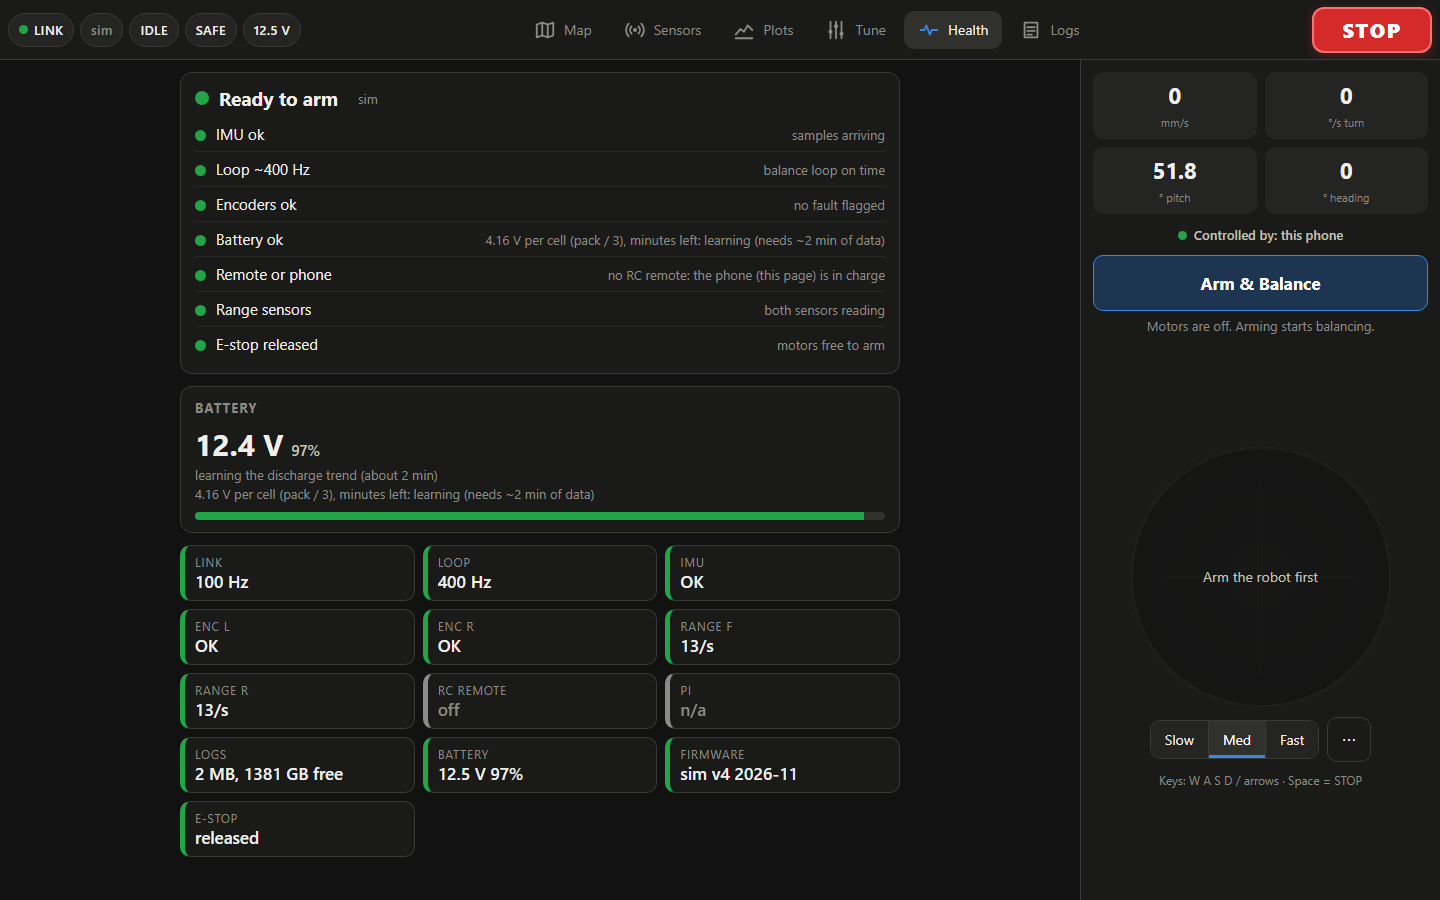 LINK sim IDLE SAFE 12.5 V Map Sensors Plots Tune Health Logs STOP
Ready to arm sim
IMU ok samples arriving
Loop ~400 Hz balance loop on time
Encoders ok no fault flagged
Battery ok 4.16 V per cell (pack / 3), minutes left: learning (needs ~2 min of data)
Remote or phone no RC remote: the phone (this page) is in charge
Range sensors both sensors reading
E-stop released motors free to arm
BATTERY
12.4 V 97%
learning the discharge trend (about 2 min)
4.16 V per cell (pack / 3), minutes left: learning (needs ~2 min of data)
LINK
100 Hz
LOOP
400 Hz
IMU
OK
ENC L
OK
ENC R
OK
RANGE F
13/s
RANGE R
13/s
RC REMOTE
off
PI
n/a
LOGS
2 MB, 1381 GB free
BATTERY
12.5 V 97%
FIRMWARE
sim v4 2026-11
E-STOP
released
0
mm/s
0
°/s turn
51.8
° pitch
0
° heading
Controlled by: this phone
Arm & Balance
Motors are off. Arming starts balancing.
Arm the robot first
Slow Med Fast ···
Keys: W A S D / arrows · Space = STOP